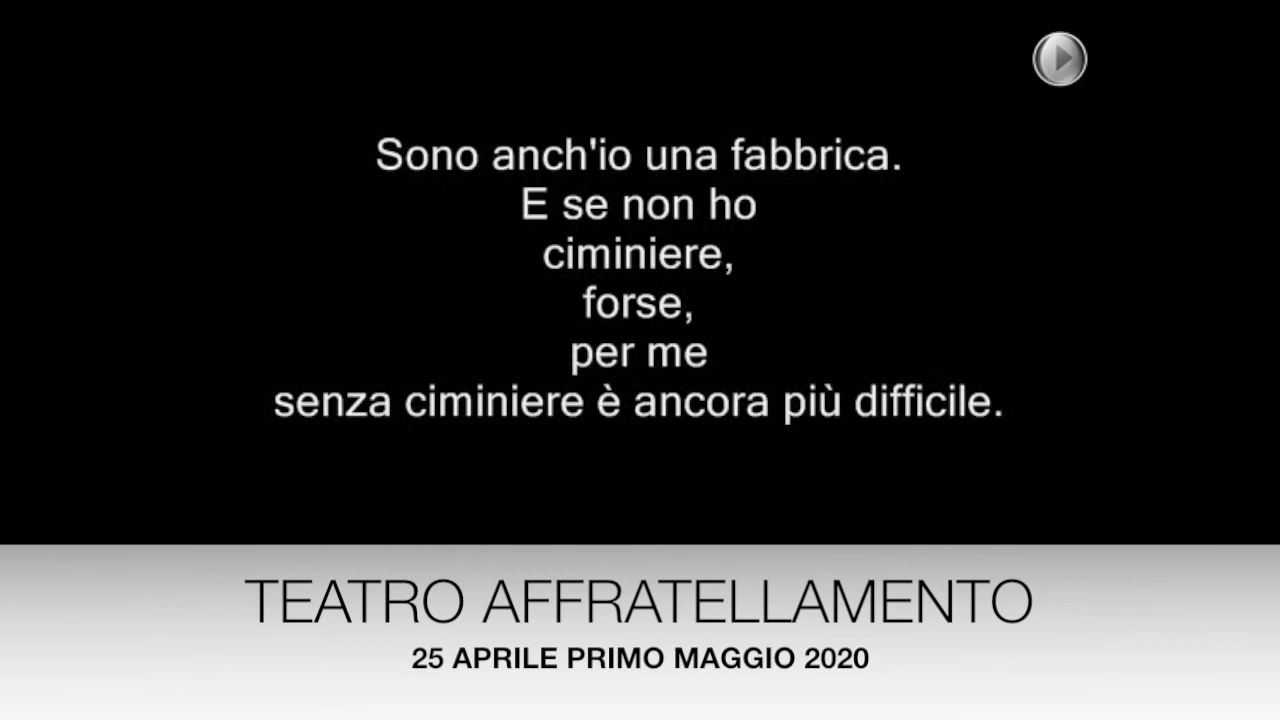 Sono anch'io una fabbrica.
E se non ho
ciminiere,
forse,
per me
senza ciminiere è ancora più difficile.
TEATRO AFFRATELLAMENTO
25 APRILE PRIMO MAGGIO 2020